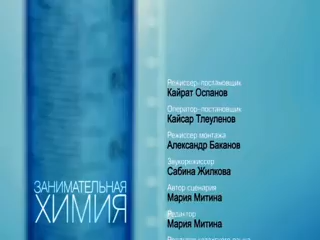 ЗАНИМАТЕЛЬНАЯ
ХИМИЯ
Режиссер-постановщик
Кайрат Оспанов
Оператор-постановщик
Кайсар Тлеуленов
Режиссер монтажа
Александр Баканов
Звукорежиссер
Сабина Жилкова
Автор сценария
Мария Митина
Редактор
Мария Митина